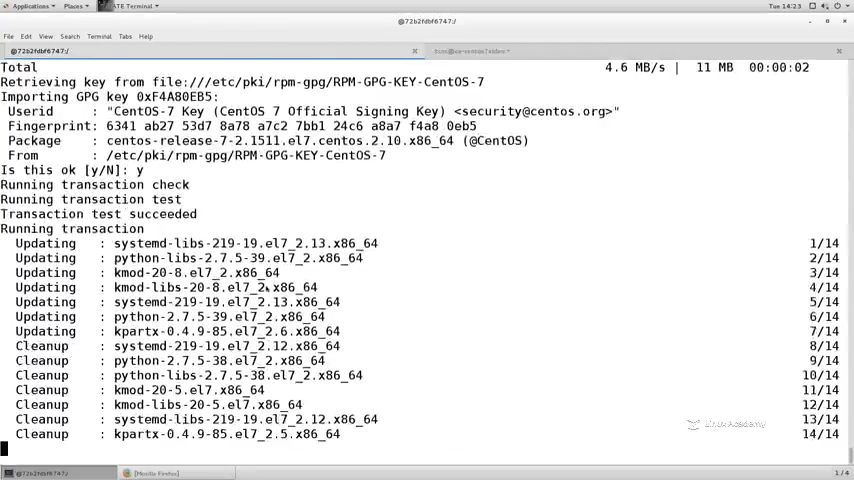 Applications Places ATE Terminal Tue 14:23
@72b2fdbf6747:/
File Edit View Search Terminal Tabs Help
@72b2fdbf6747:/
Total 4.6 MB/s | 11 MB 00:00:02
Retrieving key from file:///etc/pki/rpm-gpg/RPM-GPG-KEY-CentOS-7
Importing GPG key 0xF4A80EB5:
Userid : "CentOS-7 Key (CentOS 7 Official Signing Key) <security@centos.org>"
Fingerprint: 6341 ab27 53d7 8a78 a7c2 7bb1 24c6 a8a7 f4a8 0eb5
Package : centos-release-7-2.1511.el7.centos.2.10.x86_64 (@CentOS)
From : /etc/pki/rpm-gpg/RPM-GPG-KEY-CentOS-7
Is this ok [y/N]: y
Running transaction check
Running transaction test
Transaction test succeeded
Running transaction
Updating : systemd-libs-219-19.el7_2.13.x86_64 1/14
Updating : python-libs-2.7.5-39.el7_2.x86_64 2/14
Updating : kmod-20-8.el7_2.x86_64 3/14
Updating : kmod-libs-20-8.el7_2.x86_64 4/14
Updating : systemd-219-19.el7_2.13.x86_64 5/14
Updating : python-2.7.5-39.el7_2.x86_64 6/14
Updating : kpartx-0.4.9-85.el7_2.6.x86_64 7/14
Cleanup : systemd-219-19.el7_2.12.x86_64 8/14
Cleanup : python-2.7.5-38.el7_2.x86_64 9/14
Cleanup : python-libs-2.7.5-38.el7_2.x86_64 10/14
Cleanup : kmod-20-5.el7.x86_64 11/14
Cleanup : kmod-libs-20-5.el7.x86_64 12/14
Cleanup : systemd-libs-219-19.el7_2.12.x86_64 13/14
Cleanup : kpartx-0.4.9-85.el7_2.5.x86_64 14/14
Linux Academy
@72b2fdbf6747:/ [Mozilla Firefox] 1 / 4